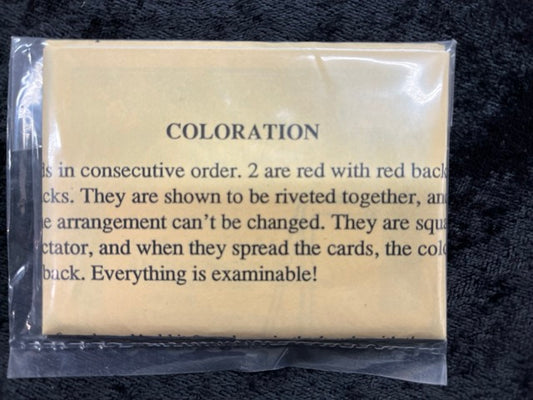 COLORATION
ds in consecutive order. 2 are red with red back
cks. They are shown to be riveted together, an
e arrangement can't be changed. They are squa
ctator, and when they spread the cards, the colo
back. Everything is examinable!